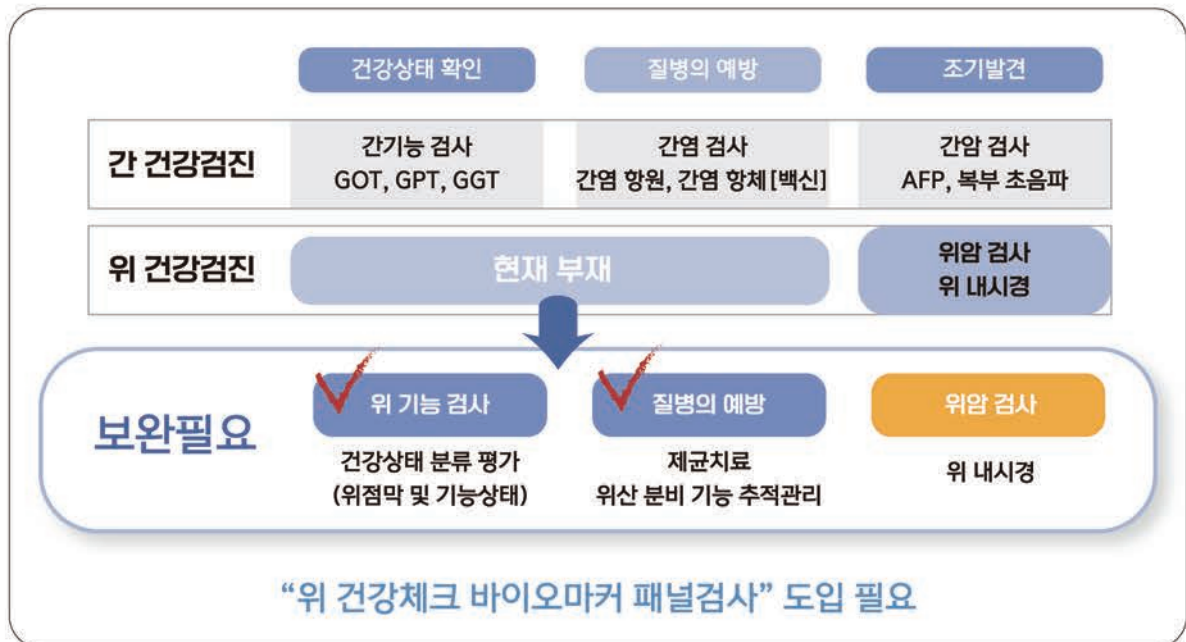 건강상태 확인
질병의 예방
조기발견
간 건강검진
간기능 검사
GOT, GPT, GGT
간염 검사
간염 항원, 간염 항체[백신]
간암 검사
AFP, 복부 초음파
위 건강검진
현재 부재
위암 검사
위 내시경
보완필요
위 기능 검사
건강상태 분류 평가
(위점막 및 기능상태)
질병의 예방
제균치료
위산 분비 기능 추적관리
위암 검사
위 내시경
“위 건강체크 바이오마커 패널검사” 도입 필요